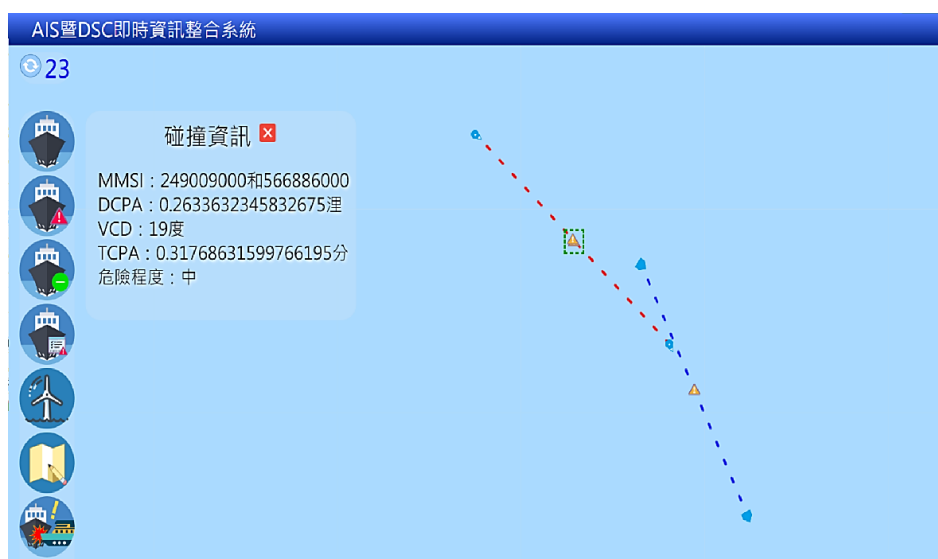 AIS暨DSC即時資訊整合系統
23
碰撞資訊
MMSI：249009000和566886000
DCPA：0.2633632345832675浬
VCD：19度
TCPA：0.31768631599766195分
危險程度：中